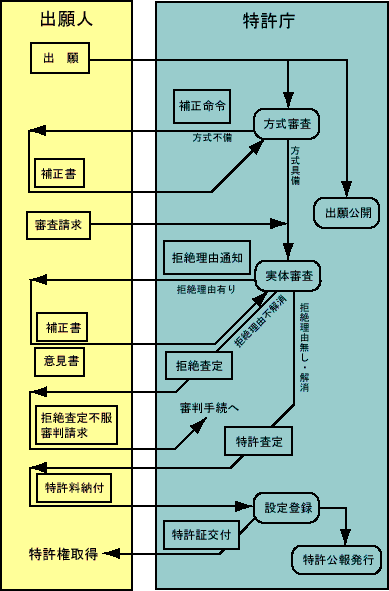 出願人
特許庁
出　願
補正命令
方式審査
方式不備
方式具備
補正書
出願公開
審査請求
拒絶理由通知
実体審査
拒絶理由有り
拒絶理由不解消
拒絶理由無し・解消
補正書
意見書
拒絶査定
審判手続へ
拒絶査定不服
審判請求
特許査定
特許料納付
設定登録
特許証交付
特許権取得
特許公報発行